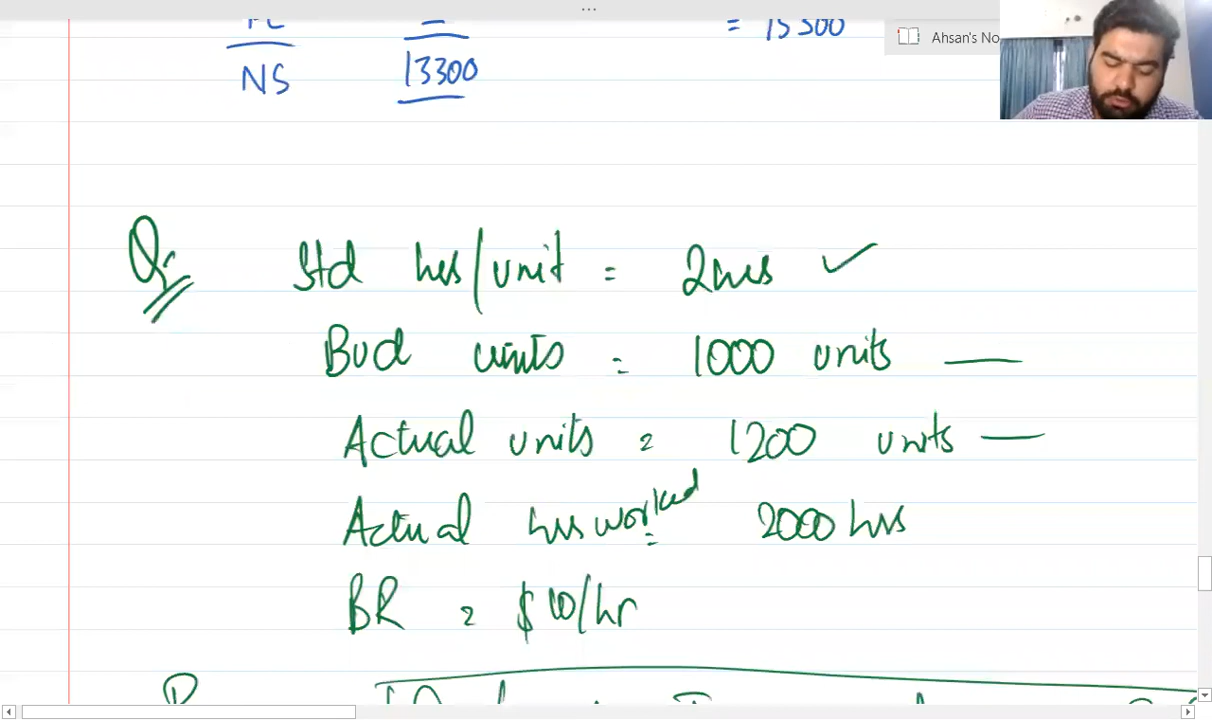 ...
= 15300
Ahsan's No
NS 13300
Q:
Std hrs/unit = 2hrs ✓
Bud units = 1000 units —
Actual units = 1200 units —
Actual hrs worked = 2000 hrs
BR = $10/hr